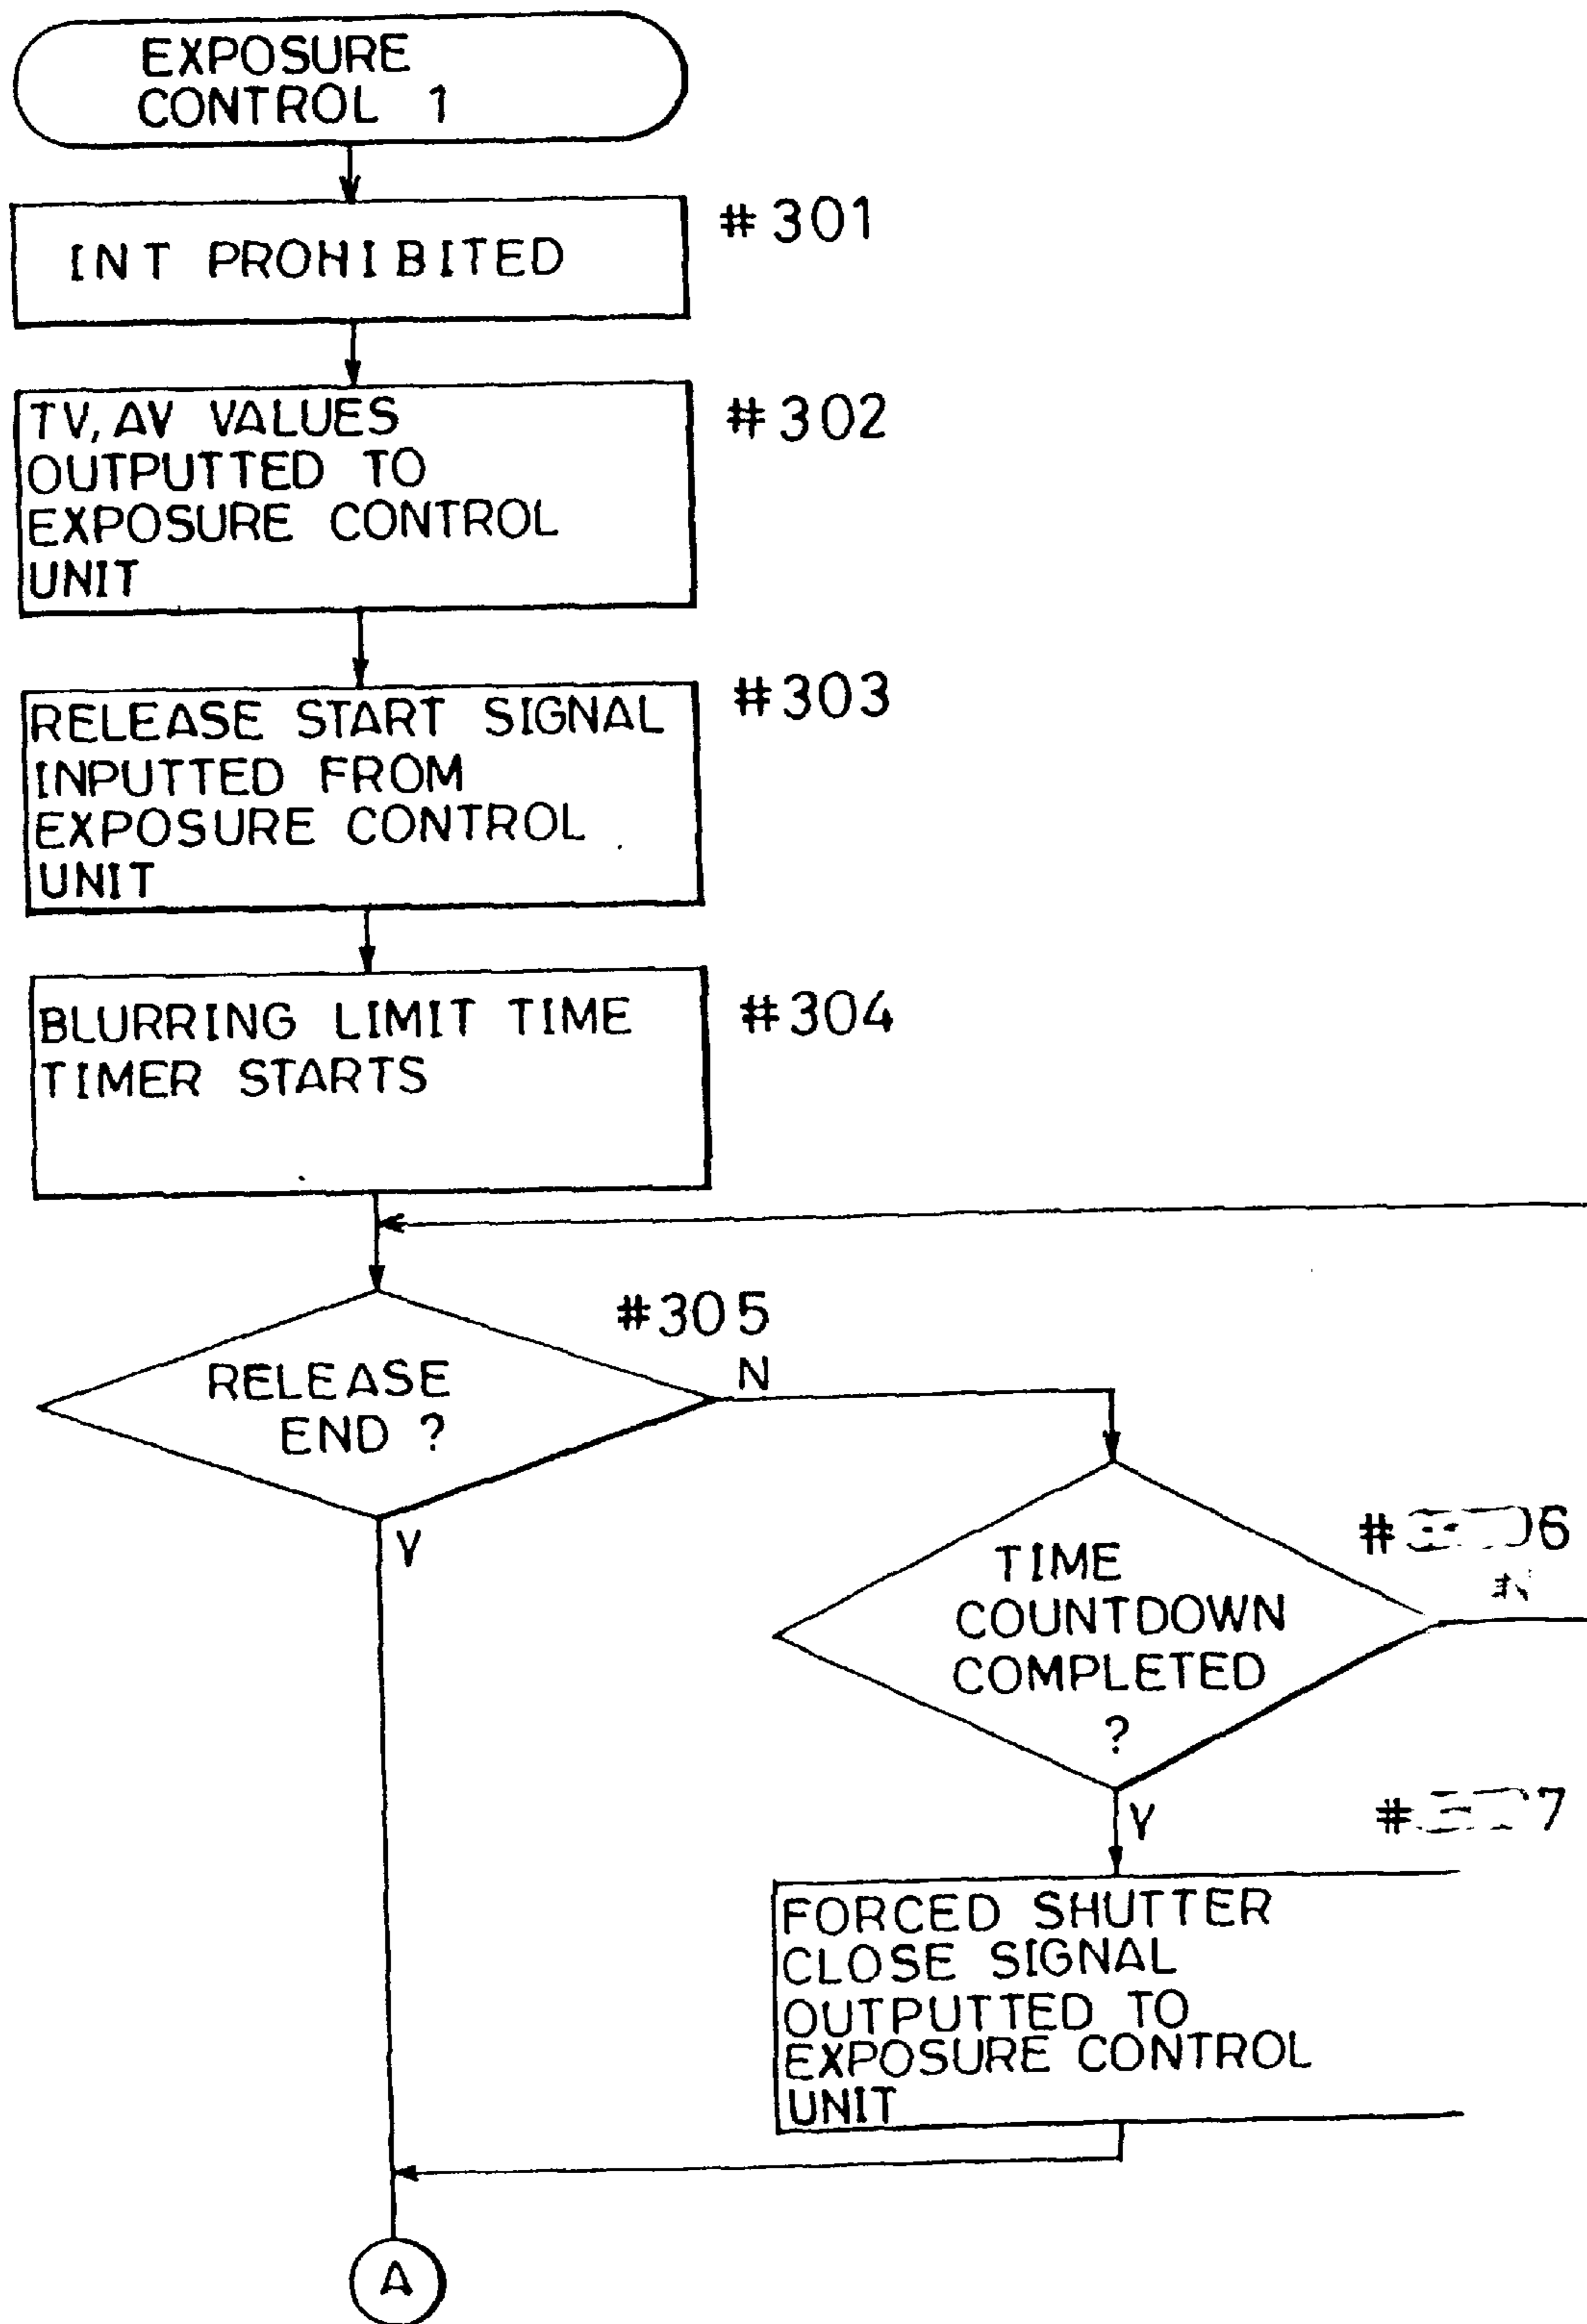 EXPOSURE
CONTROL 1
#301
INT PROHIBITED
#302
TV, AV VALUES
OUTPUTTED TO
EXPOSURE CONTROL
UNIT
#303
RELEASE START SIGNAL
INPUTTED FROM
EXPOSURE CONTROL
UNIT
#304
BLURRING LIMIT TIME
TIMER STARTS
#305
RELEASE
END ?
N
Y
TIME
COUNTDOWN
COMPLETED
?
N
Y
FORCED SHUTTER
CLOSE SIGNAL
OUTPUTTED TO
EXPOSURE CONTROL
UNIT
A